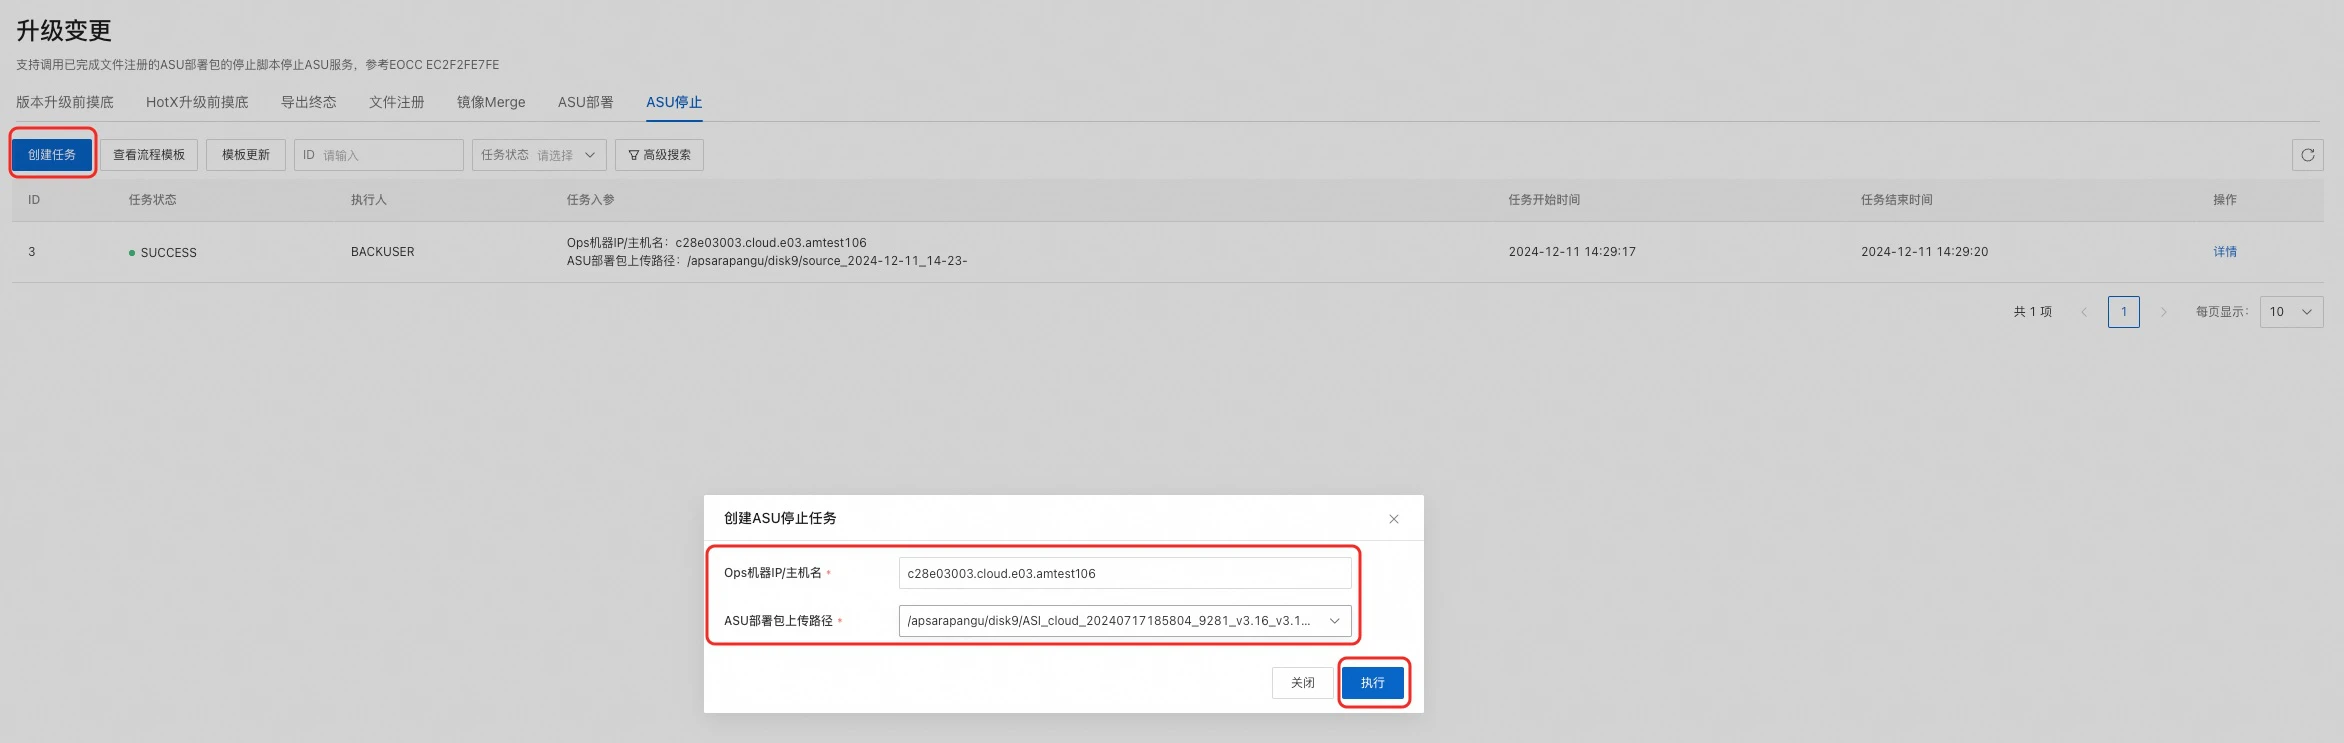 升级变更
支持调用已完成文件注册的ASU部署包的停止脚本停止ASU服务，参考EOCC EC2F2FE7FE
版本升级前摸底 HotX升级前摸底 导出终态 文件注册 镜像Merge ASU部署 ASU停止
创建任务 查看流程模板 模板更新 ID 请输入 任务状态 请选择 高级搜索
ID 任务状态 执行人 任务入参 任务开始时间 任务结束时间 操作
3 SUCCESS BACKUSER Ops机器IP/主机名：c28e03003.cloud.e03.amtest106 2024-12-11 14:29:17 2024-12-11 14:29:20 详情
ASU部署包上传路径：/apsarapangu/disk9/source_2024-12-11_14-23-
共 1 项 1 每页显示： 10
创建ASU停止任务
Ops机器IP/主机名 * c28e03003.cloud.e03.amtest106
ASU部署包上传路径 * /apsarapangu/disk9/ASI_cloud_20240717185804_9281_v3.16_v3.1...
关闭 执行